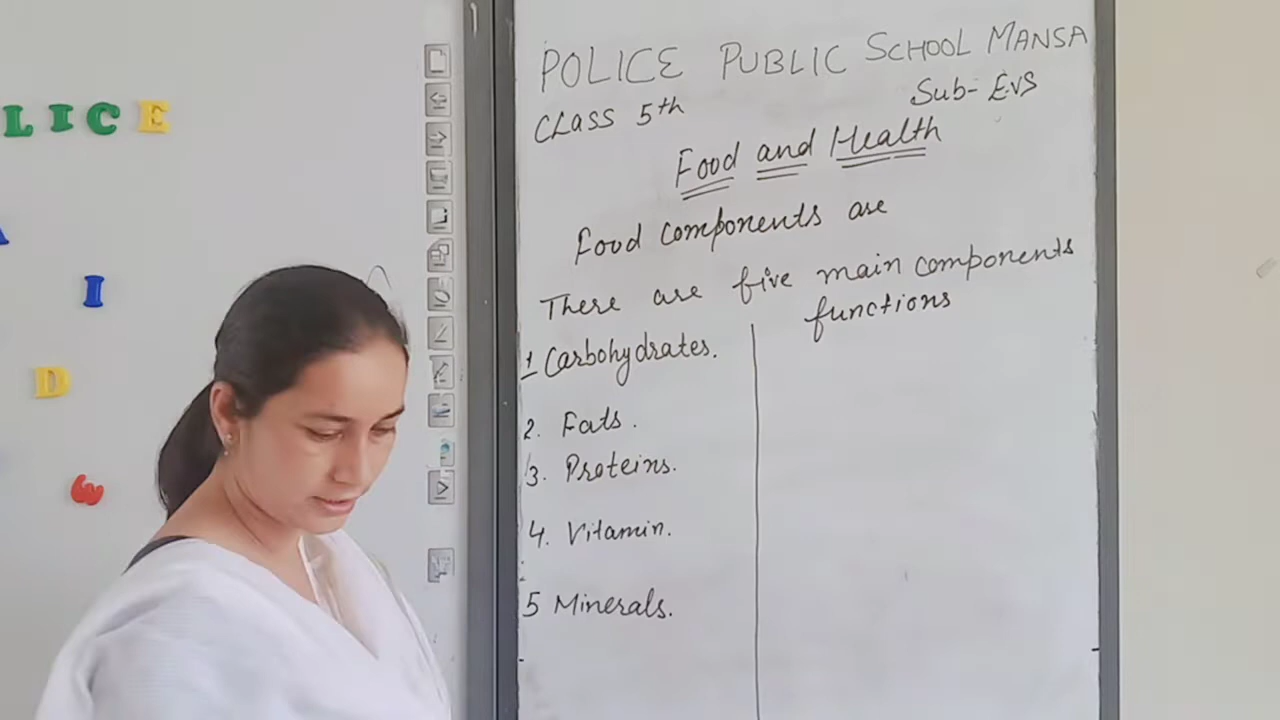 LICE
I
D
POLICE PUBLIC SCHOOL MANSA
CLASS 5th
Sub- EVS
Food and Health
Food components are
There are five main components
functions
1 Carbohydrates.
2. Fats.
3. Proteins.
4. Vitamin.
5 Minerals.